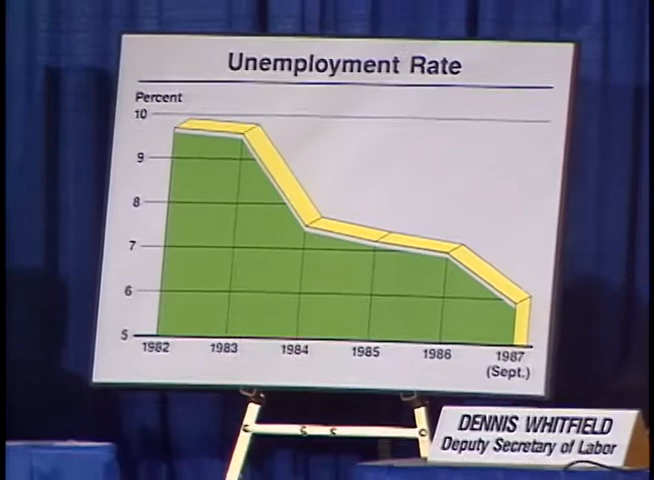 Unemployment Rate
Percent
10
9
8
7
6
5
1982 1983 1984 1985 1986 1987
(Sept.)
DENNIS WHITFIELD
Deputy Secretary of Labor